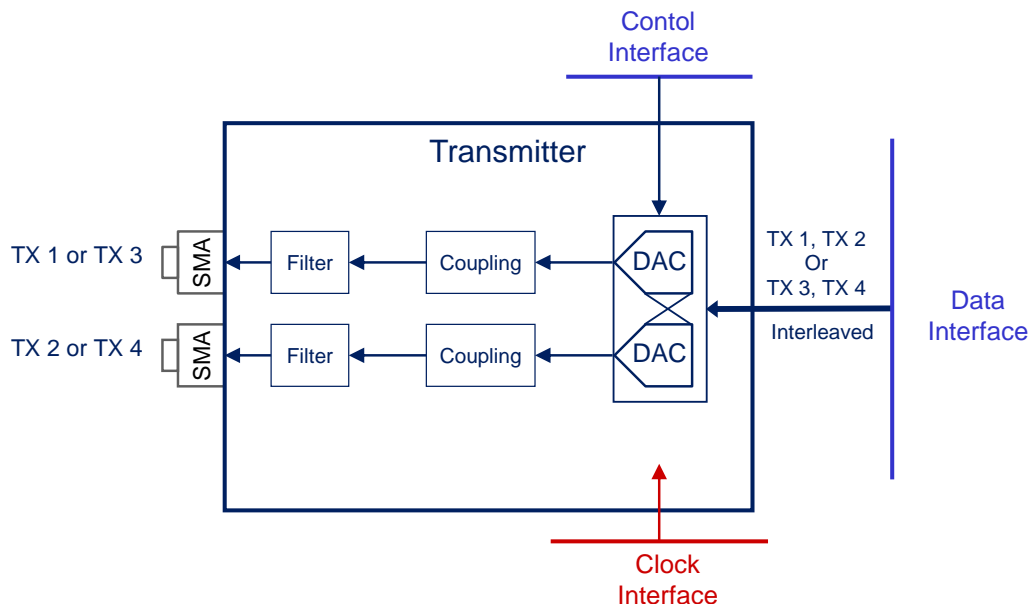 Contol
Interface
Transmitter
TX 1 or TX 3
SMA
Filter
Coupling
DAC
TX 1, TX 2
Or
TX 3, TX 4
Interleaved
Data
Interface
TX 2 or TX 4
SMA
Filter
Coupling
DAC
Clock
Interface